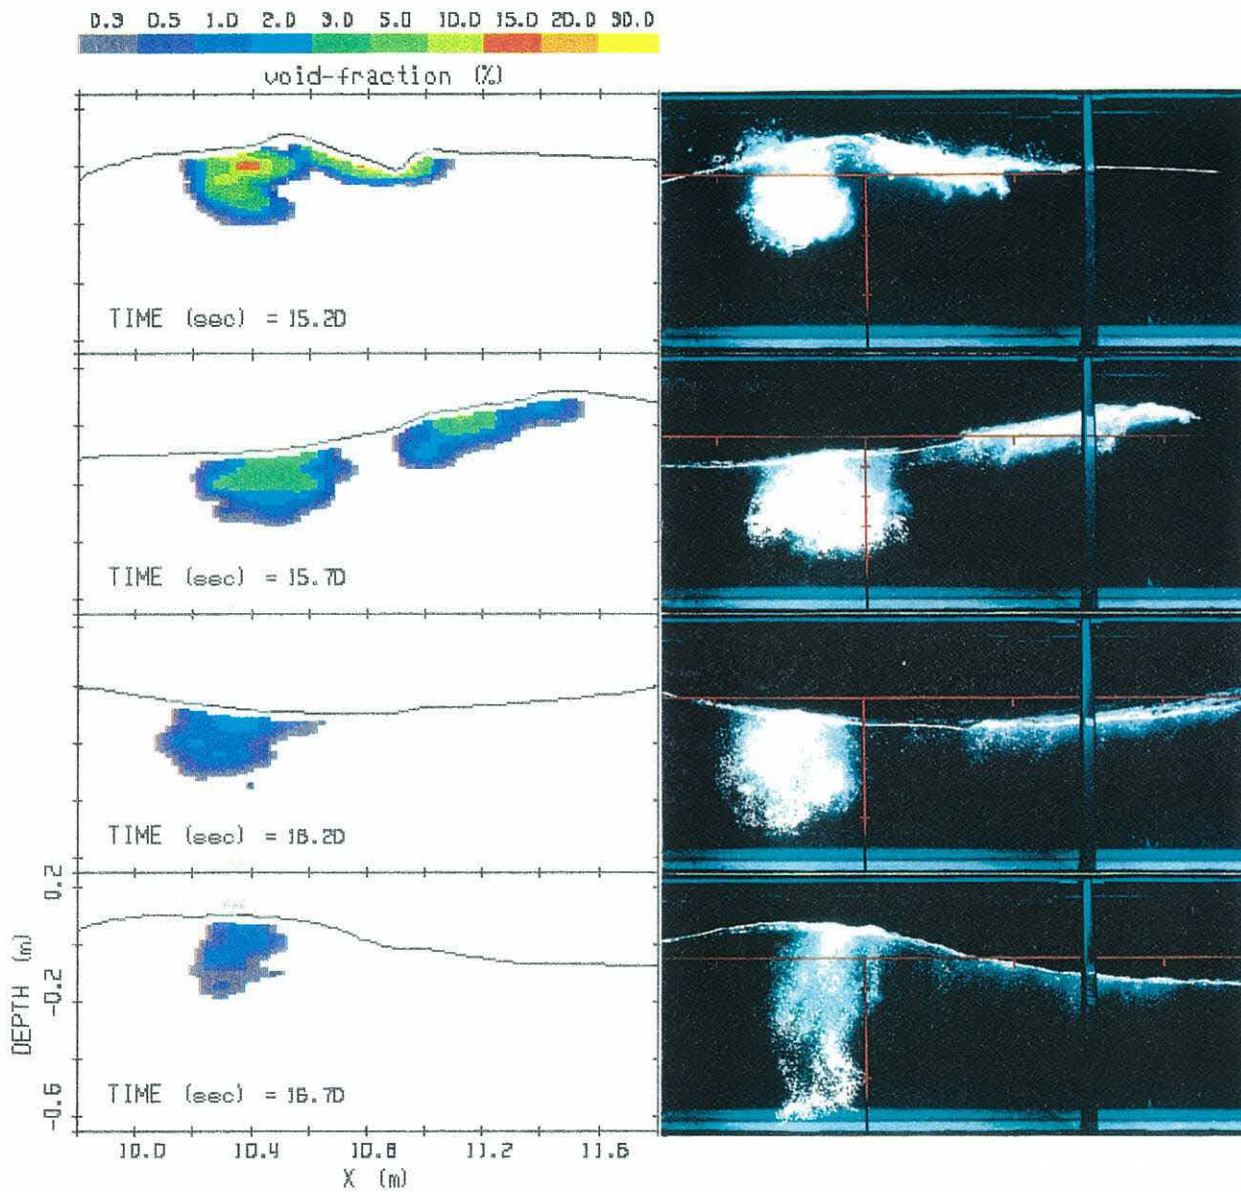 0.3 0.5 1.0 2.0 3.0 5.0 10.0 15.0 20.0 30.0
void-fraction (%)
TIME (sec) = 15.20
TIME (sec) = 15.70
TIME (sec) = 16.20
0.2
-0.2
-0.6
DEPTH (m)
TIME (sec) = 16.70
10.0 10.4 10.8 11.2 11.6
X (m)